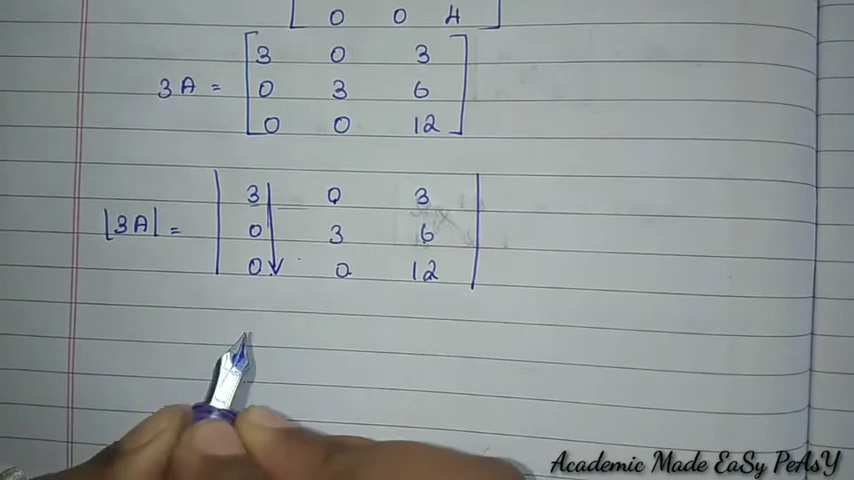 0 0 4
3 0 3
3A = 0 3 6
0 0 12
3 0 3
|3A| = 0 3 6
0 0 12
Academic Made EaSy PeAsY